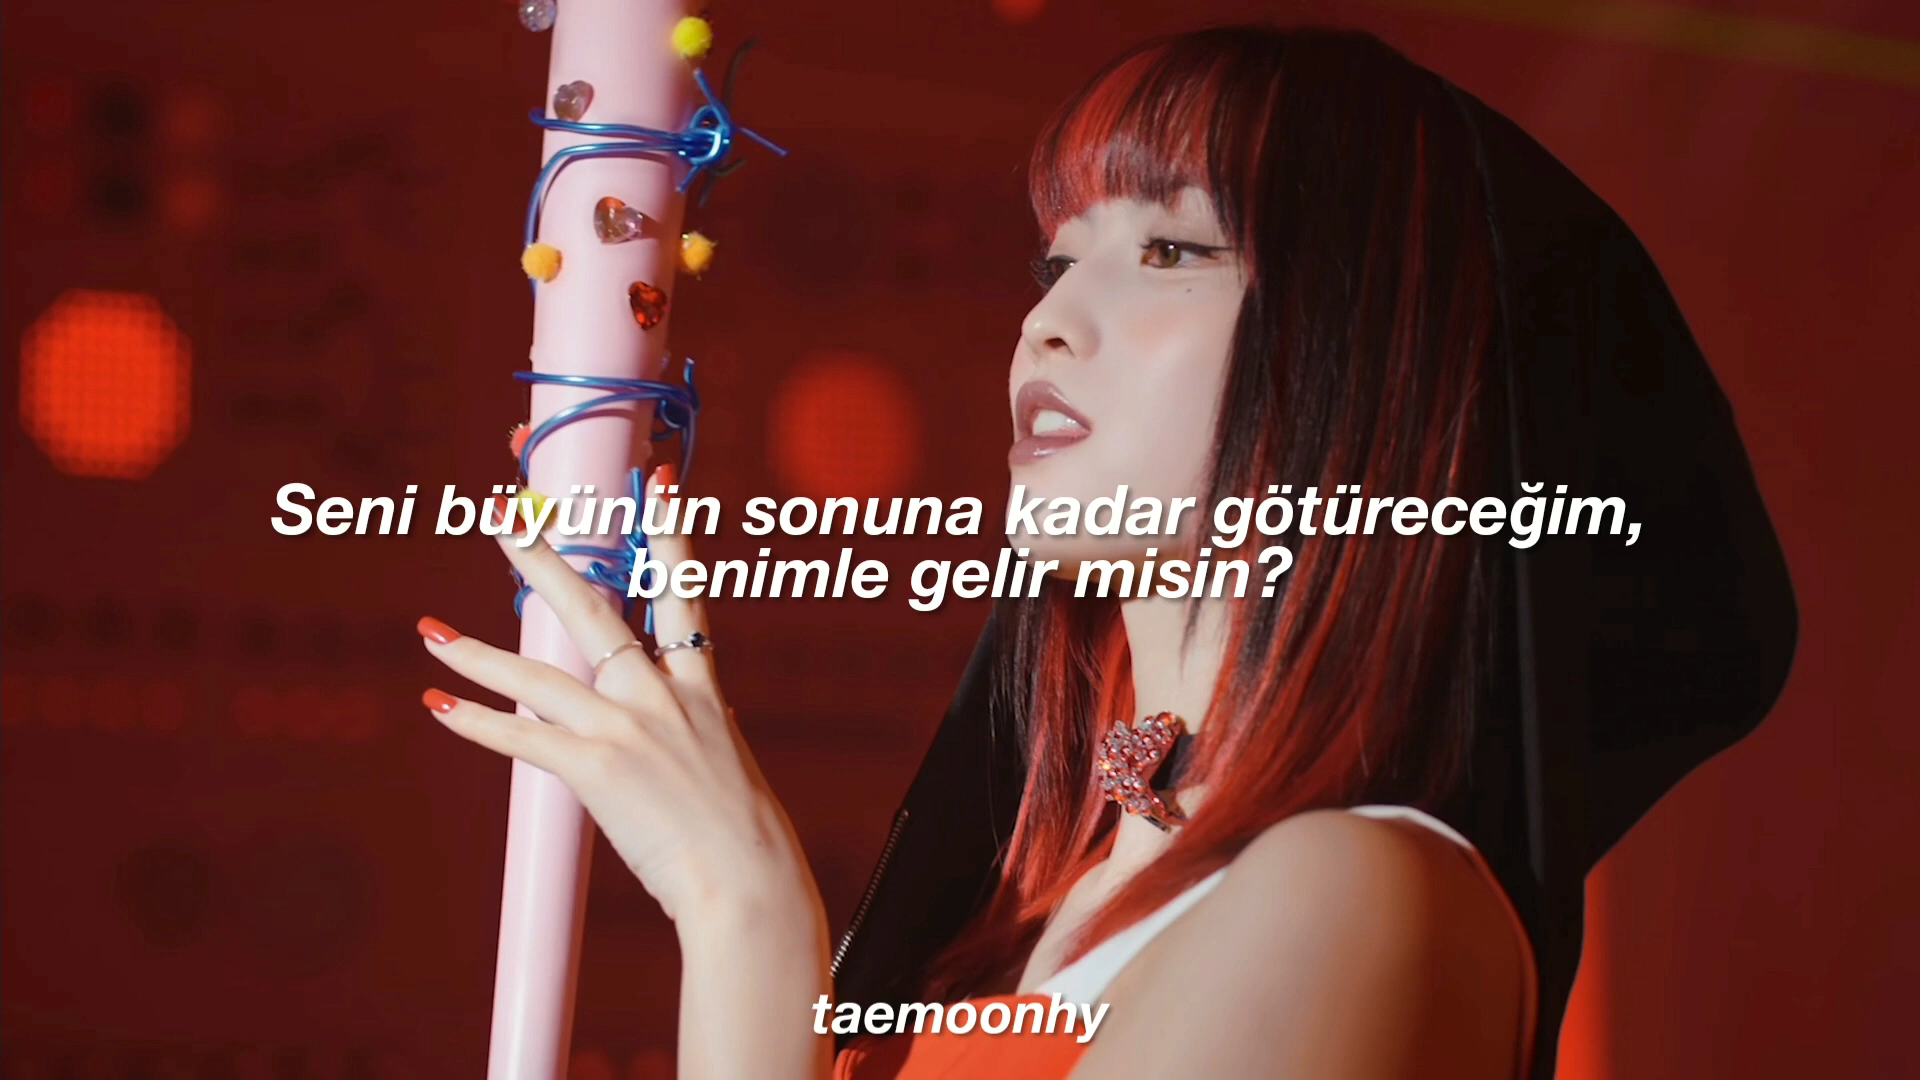 Seni büyünün sonuna kadar götüreceğim,
benimle gelir misin?
taemoonhy